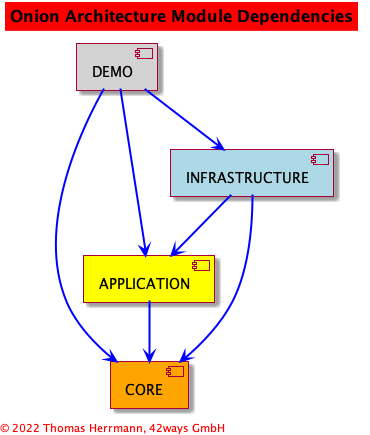 Onion Architecture Module Dependencies
DEMO
INFRASTRUCTURE
APPLICATION
CORE
© 2022 Thomas Herrmann, 42ways GmbH